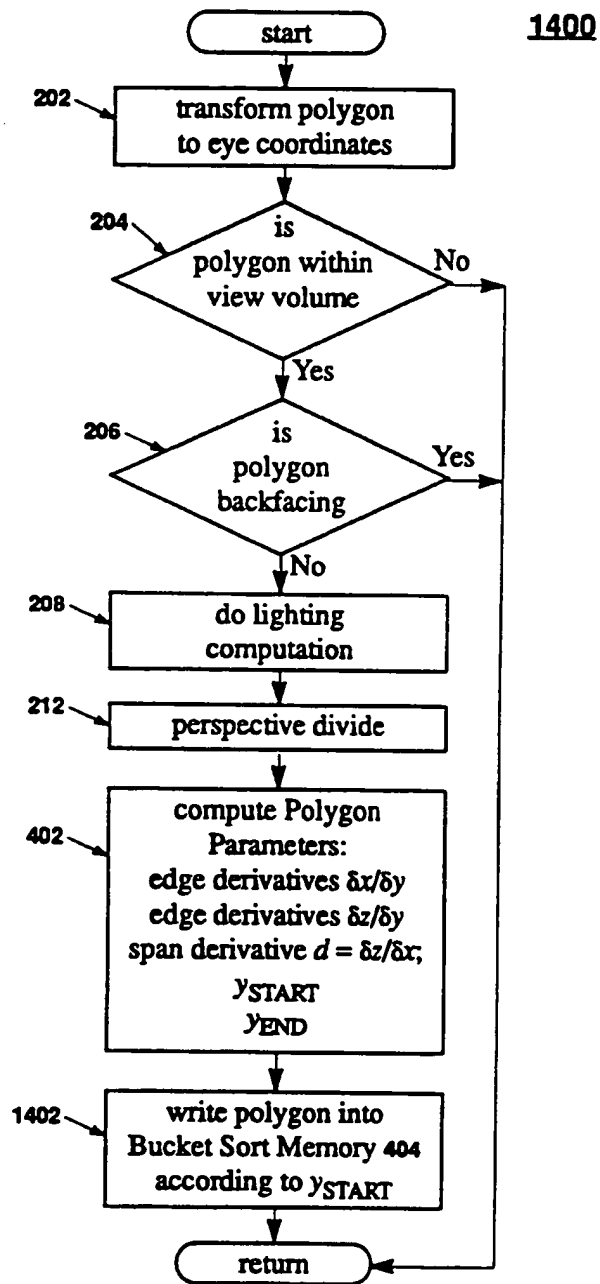 1400
start
202
transform polygon
to eye coordinates
204
is
polygon within
view volume
No
Yes
206
is
polygon
backfacing
Yes
No
208
do lighting
computation
212
perspective divide
402
compute Polygon
Parameters:
edge derivatives δx/δy
edge derivatives δz/δy
span derivative d = δz/δx;
ySTART
yEND
1402
write polygon into
Bucket Sort Memory 404
according to ySTART
return